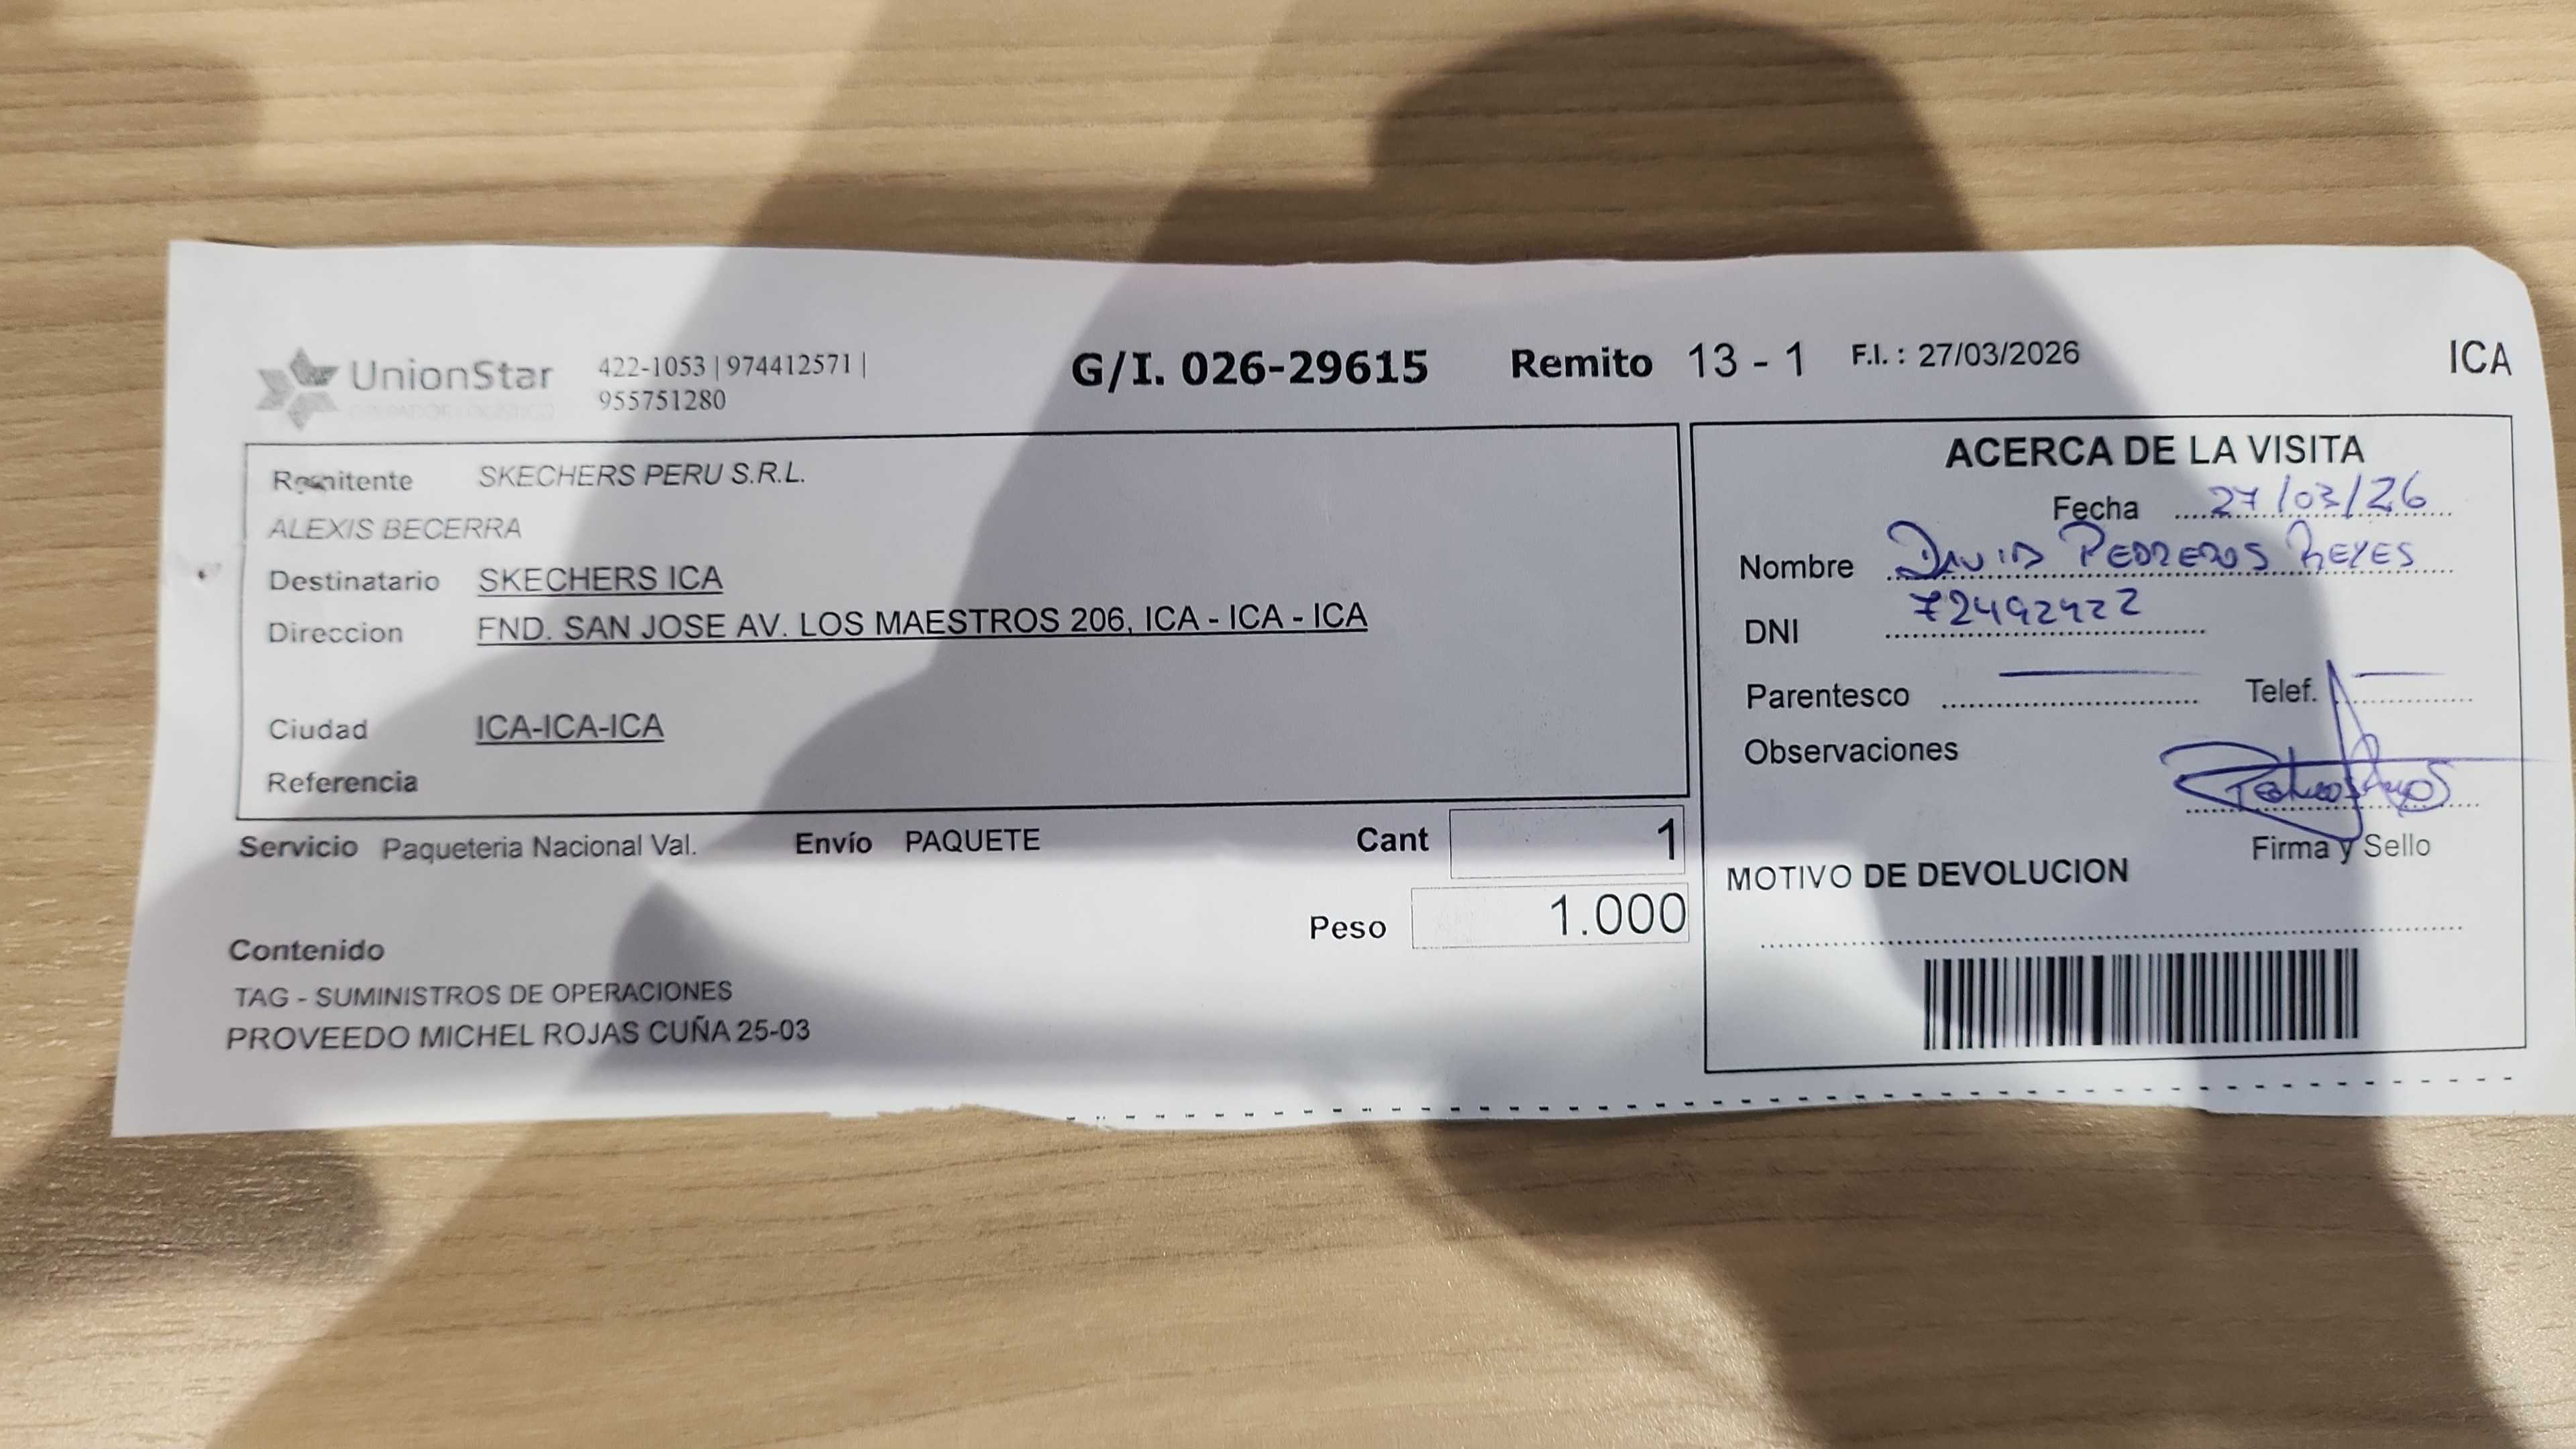 UnionStar
422-1053 | 974412571 |
955751280
G/I. 026-29615 Remito 13 - 1 F.I. : 27/03/2026 ICA
Remitente SKECHERS PERU S.R.L.
ALEXIS BECERRA
Destinatario SKECHERS ICA
Direccion FND. SAN JOSE AV. LOS MAESTROS 206, ICA - ICA - ICA
Ciudad ICA-ICA-ICA
Referencia
Servicio Paqueteria Nacional Val. Envío PAQUETE Cant 1
Peso 1.000
Contenido
TAG - SUMINISTROS DE OPERACIONES
PROVEEDO MICHEL ROJAS CUÑA 25-03
ACERCA DE LA VISITA
Fecha 27/03/26
Nombre DAVID PEDREROS REYES
DNI 72492422
Parentesco Telef.
Observaciones
Firma y Sello
MOTIVO DE DEVOLUCION